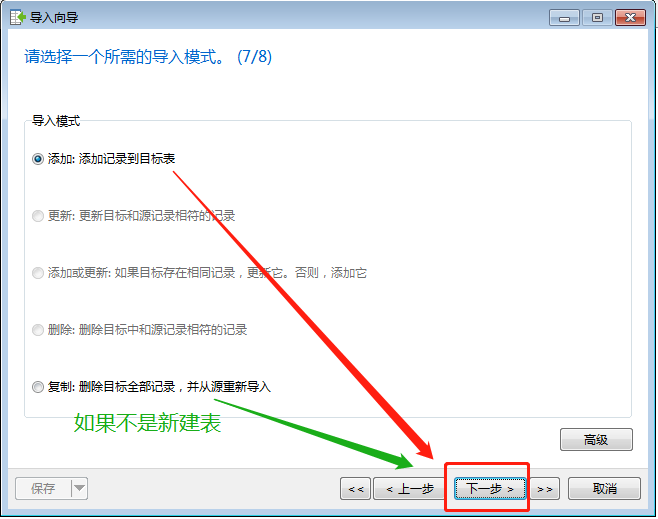 导入向导
请选择一个所需的导入模式。 (7/8)
导入模式
添加: 添加记录到目标表
更新: 更新目标和源记录相符的记录
添加或更新: 如果目标存在相同记录，更新它。否则，添加它
删除: 删除目标中和源记录相符的记录
复制: 删除目标全部记录，并从源重新导入
如果不是新建表
高级
保存 << < 上一步 下一步 > >> 取消